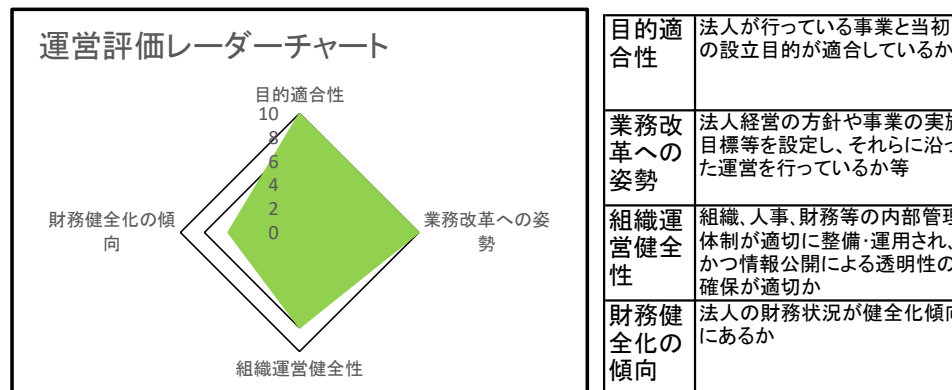 運営評価レーダーチャート
目的適合性
10
8
6
4
2
0
業務改革への姿
勢
組織運営健全性
財務健全化の傾
向
目的適
合性
法人が行っている事業と当初
の設立目的が適合しているか
業務改
革への
姿勢
法人経営の方針や事業の実施
目標等を設定し、それらに沿っ
た運営を行っているか等
組織運
営健全
性
組織、人事、財務等の内部管理
体制が適切に整備・運用され、
かつ情報公開による透明性の
確保が適切か
財務健
全化の
傾向
法人の財務状況が健全化傾向
にあるか